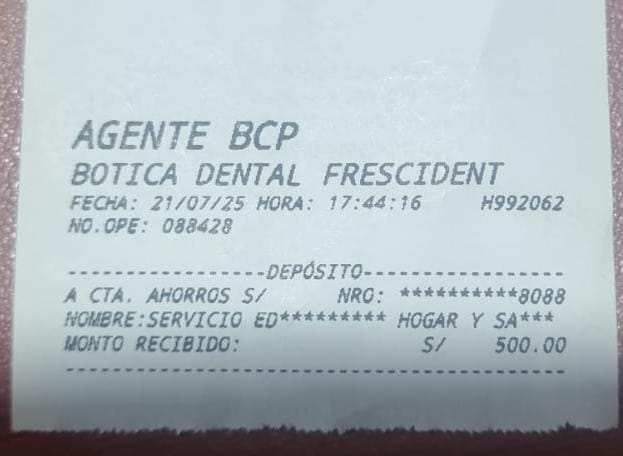 AGENTE BCP
BOTICA DENTAL FRESCIDENT
FECHA: 21/07/25 HORA: 17:44:16 H992062
NO.OPE: 088428
------------------DEPÓSITO------------------
A CTA. AHORROS S/ NRO: **********8088
NOMBRE:SERVICIO ED********* HOGAR Y SA***
MONTO RECIBIDO: S/ 500.00
---------------------------------------------